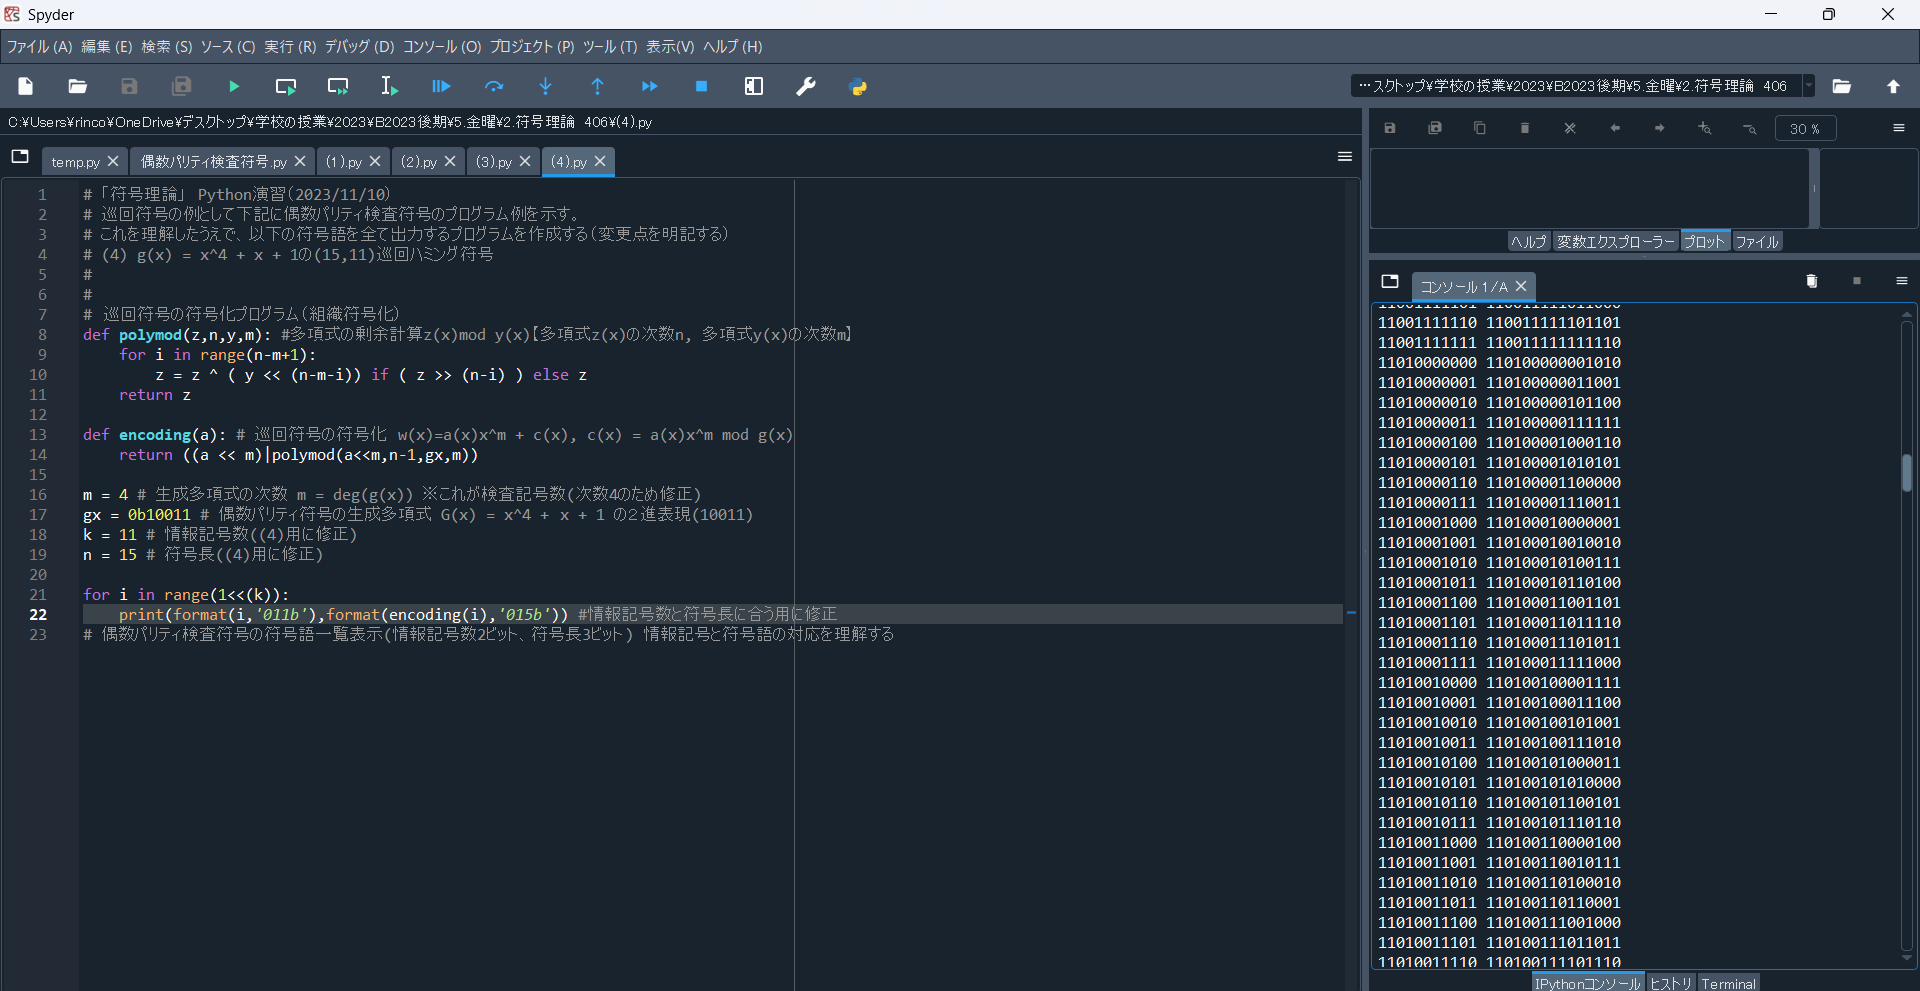 Spyder
ファイル (A) 編集 (E) 検索 (S) ソース (C) 実行 (R) デバッグ (D) コンソール (O) プロジェクト (P) ツール (T) 表示(V) ヘルプ (H)
…スクトップ¥学校の授業¥2023¥B2023後期¥5.金曜¥2.符号理論 406
C:¥Users¥rinco¥OneDrive¥デスクトップ¥学校の授業¥2023¥B2023後期¥5.金曜¥2.符号理論 406¥(4).py
temp.py 偶数パリティ検査符号.py (1).py (2).py (3).py (4).py
1 #「符号理論」 Python演習(2023/11/10)
2 # 巡回符号の例として下記に偶数パリティ検査符号のプログラム例を示す。
3 # これを理解したうえで、以下の符号語を全て出力するプログラムを作成する(変更点を明記する)
4 # (4) g(x) = x^4 + x + 1の(15,11)巡回ハミング符号
5 #
6 #
7 # 巡回符号の符号化プログラム(組織符号化)
8 def polymod(z,n,y,m): #多項式の剰余計算z(x)mod y(x)【多項式z(x)の次数n, 多項式y(x)の次数m】
9 for i in range(n-m+1):
10 z = z ^ ( y << (n-m-i)) if ( z >> (n-i) ) else z
11 return z
12
13 def encoding(a): # 巡回符号の符号化 w(x)=a(x)x^m + c(x), c(x) = a(x)x^m mod g(x)
14 return ((a << m)|polymod(a<<m,n-1,gx,m))
15
16 m = 4 # 生成多項式の次数 m = deg(g(x)) ※これが検査記号数(次数4のため修正)
17 gx = 0b10011 # 偶数パリティ符号の生成多項式 G(x) = x^4 + x + 1 の2進表現(10011)
18 k = 11 # 情報記号数((4)用に修正)
19 n = 15 # 符号長((4)用に修正)
20
21 for i in range(1<<(k)):
22 print(format(i,'011b'),format(encoding(i),'015b')) #情報記号数と符号長に合う用に修正
23 # 偶数パリティ検査符号の符号語一覧表示(情報記号数2ビット、符号長3ビット) 情報記号と符号語の対応を理解する
30 %
ヘルプ 変数エクスプローラー プロット ファイル
コンソール 1/A
11001111110 110011111101101
11001111111 110011111111110
11010000000 110100000001010
11010000001 110100000011001
11010000010 110100000101100
11010000011 110100000111111
11010000100 110100001000110
11010000101 110100001010101
11010000110 110100001100000
11010000111 110100001110011
11010001000 110100010000001
11010001001 110100010010010
11010001010 110100010100111
11010001011 110100010110100
11010001100 110100011001101
11010001101 110100011011110
11010001110 110100011101011
11010001111 110100011111000
11010010000 110100100001111
11010010001 110100100011100
11010010010 110100100101001
11010010011 110100100111010
11010010100 110100101000011
11010010101 110100101010000
11010010110 110100101100101
11010010111 110100101110110
11010011000 110100110000100
11010011001 110100110010111
11010011010 110100110100010
11010011011 110100110110001
11010011100 110100111001000
11010011101 110100111011011
11010011110 110100111101110
IPythonコンソール ヒストリ Terminal